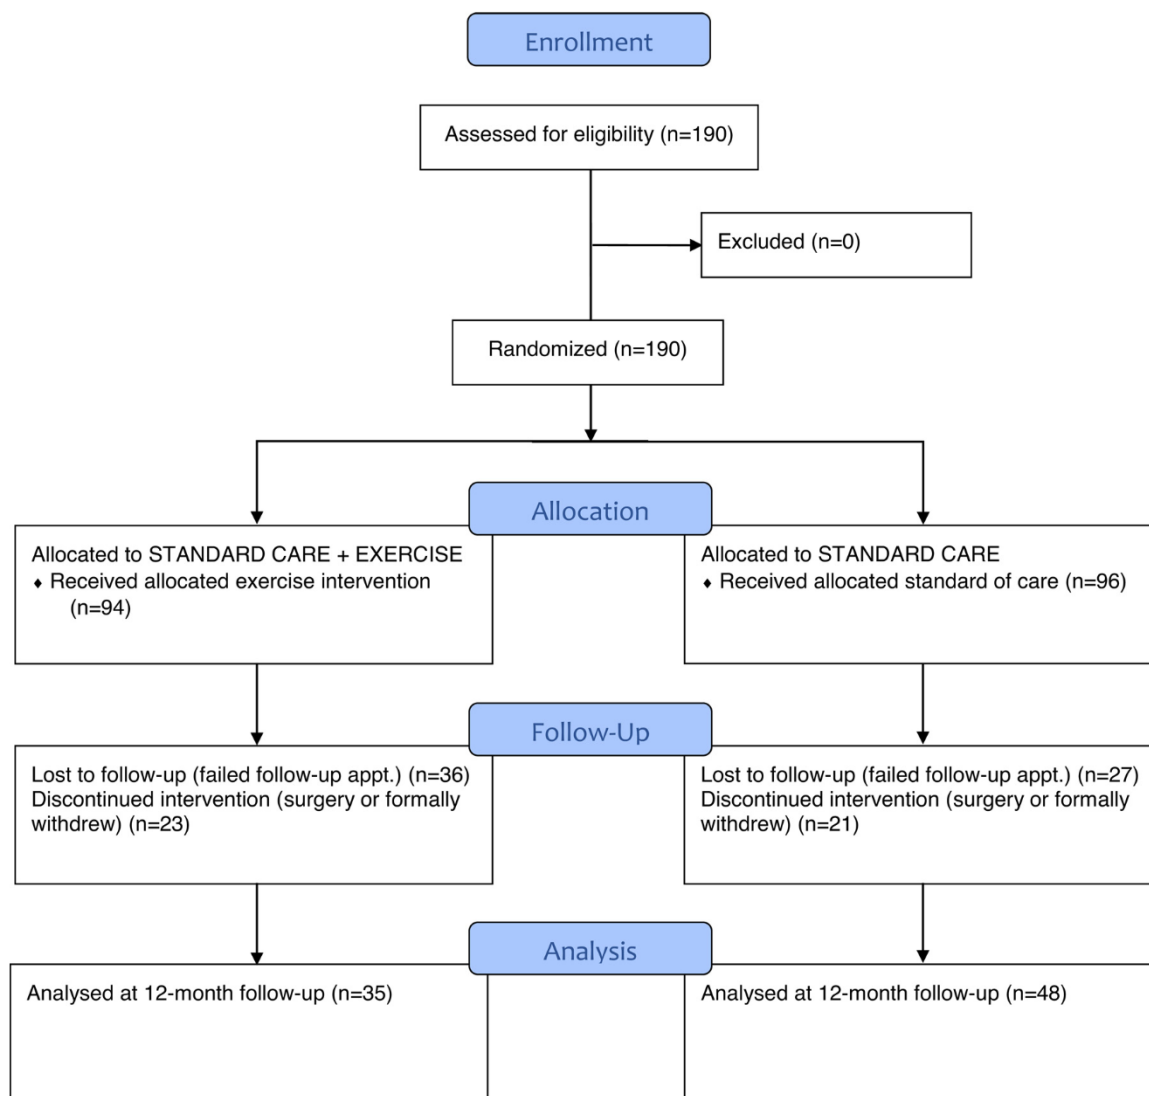 Enrollment
Assessed for eligibility (n=190)
Excluded (n=0)
Randomized (n=190)
Allocation
Allocated to STANDARD CARE + EXERCISE
♦ Received allocated exercise intervention
(n=94)
Allocated to STANDARD CARE
♦ Received allocated standard of care (n=96)
Follow-Up
Lost to follow-up (failed follow-up appt.) (n=36)
Discontinued intervention (surgery or formally
withdrew) (n=23)
Lost to follow-up (failed follow-up appt.) (n=27)
Discontinued intervention (surgery or formally
withdrew) (n=21)
Analysis
Analysed at 12-month follow-up (n=35)
Analysed at 12-month follow-up (n=48)